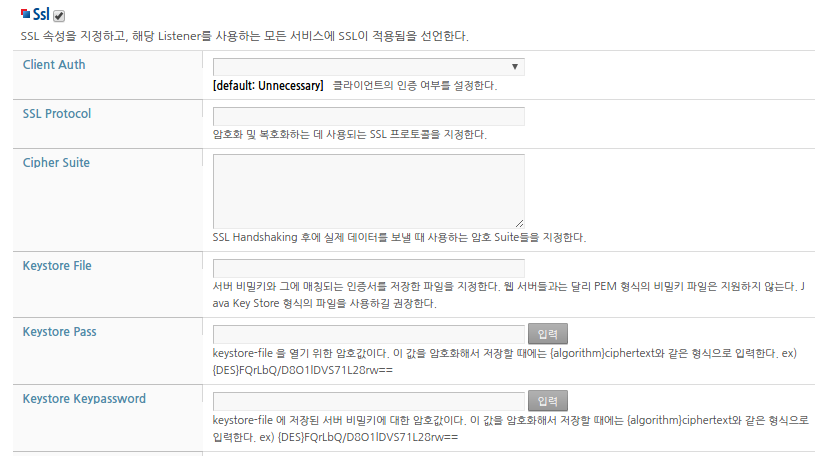 Ssl
SSL 속성을 지정하고, 해당 Listener를 사용하는 모든 서비스에 SSL이 적용됨을 선언한다.
Client Auth
[default: Unnecessary] 클라이언트의 인증 여부를 설정한다.
SSL Protocol
암호화 및 복호화하는 데 사용되는 SSL 프로토콜을 지정한다.
Cipher Suite
SSL Handshaking 후에 실제 데이터를 보낼 때 사용하는 암호 Suite들을 지정한다.
Keystore File
서버 비밀키와 그에 매칭되는 인증서를 저장한 파일을 지정한다. 웹 서버들과는 달리 PEM 형식의 비밀키 파일은 지원하지 않는다. J
ava Key Store 형식의 파일을 사용하길 권장한다.
Keystore Pass
입력
keystore-file 을 열기 위한 암호값이다. 이 값을 암호화해서 저장할 때에는 {algorithm}ciphertext와 같은 형식으로 입력한다. ex)
{DES}FQrLbQ/D8O1lDVS71L28rw==
Keystore Keypassword
입력
keystore-file 에 저장된 서버 비밀키에 대한 암호값이다. 이 값을 암호화해서 저장할 때에는 {algorithm}ciphertext와 같은 형식으로
입력한다. ex) {DES}FQrLbQ/D8O1lDVS71L28rw==